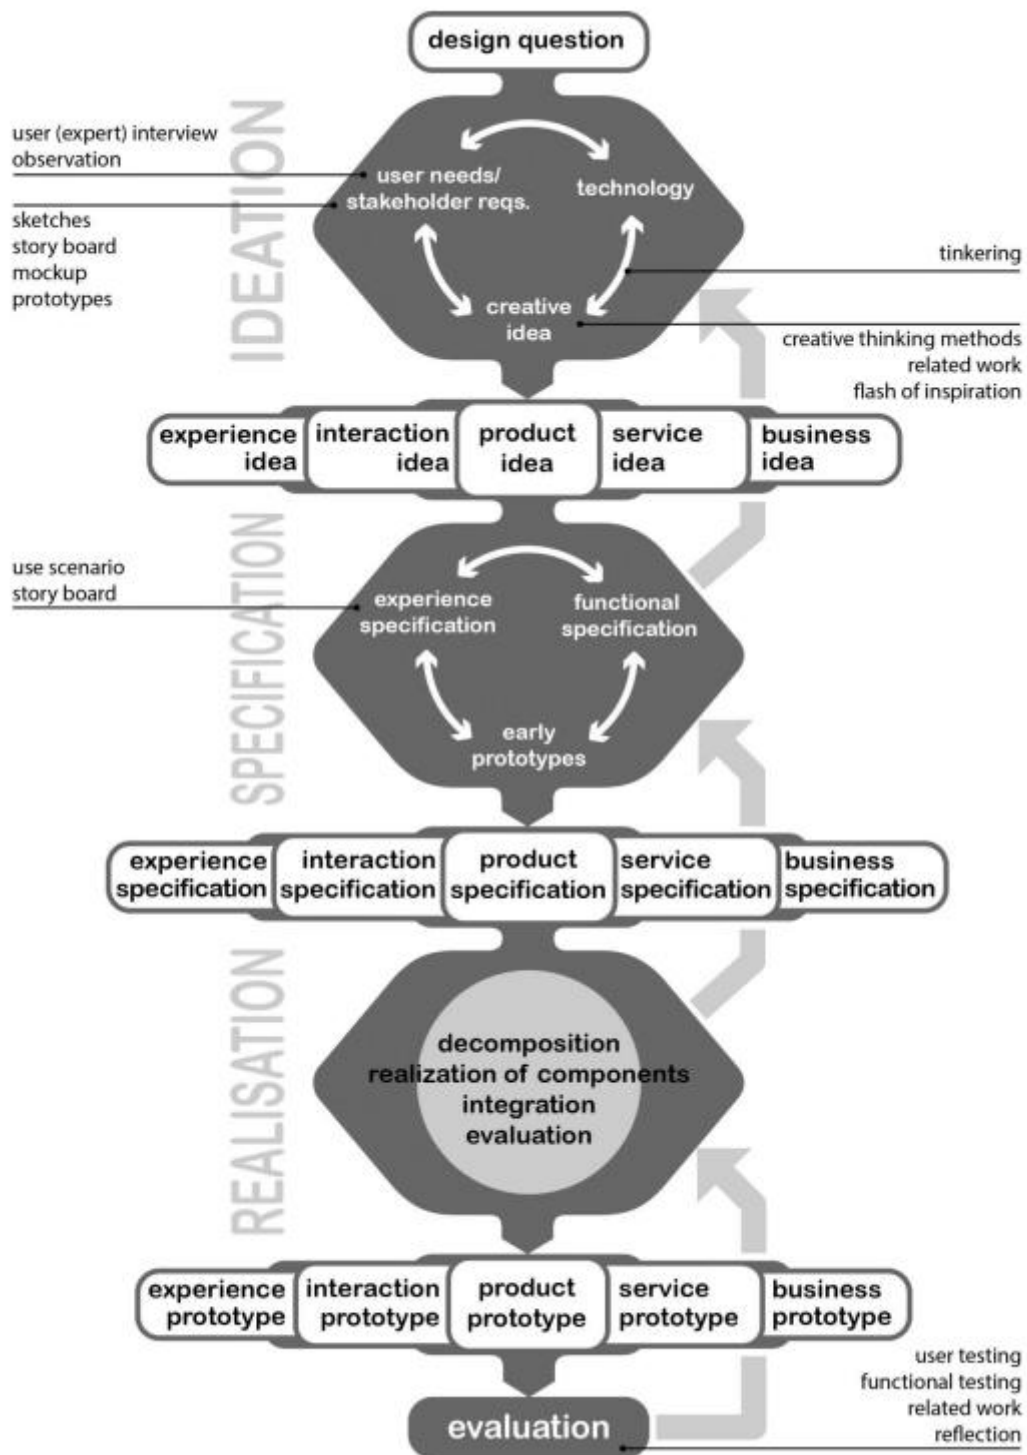 design question
IDEATION
user (expert) interview
observation
sketches
story board
mockup
prototypes
user needs/
stakeholder reqs.
technology
creative
idea
tinkering
creative thinking methods
related work
flash of inspiration
experience
idea
interaction
idea
product
idea
service
idea
business
idea
SPECIFICATION
use scenario
story board
experience
specification
functional
specification
early
prototypes
experience
specification
interaction
specification
product
specification
service
specification
business
specification
REALISATION
decomposition
realization of components
integration
evaluation
experience
prototype
interaction
prototype
product
prototype
service
prototype
business
prototype
evaluation
user testing
functional testing
related work
reflection